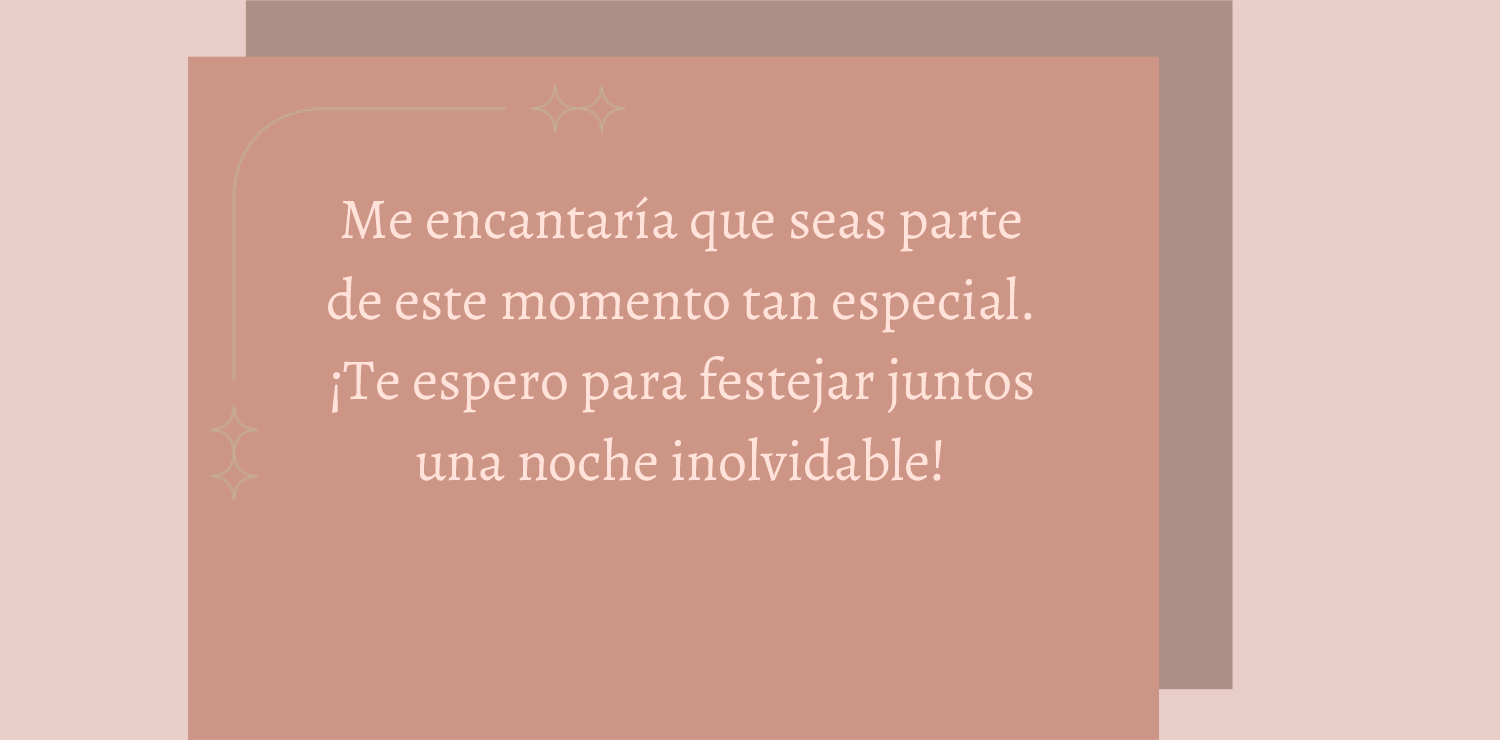 Me encantaría que seas parte
de este momento tan especial.
¡Te espero para festejar juntos
una noche inolvidable!